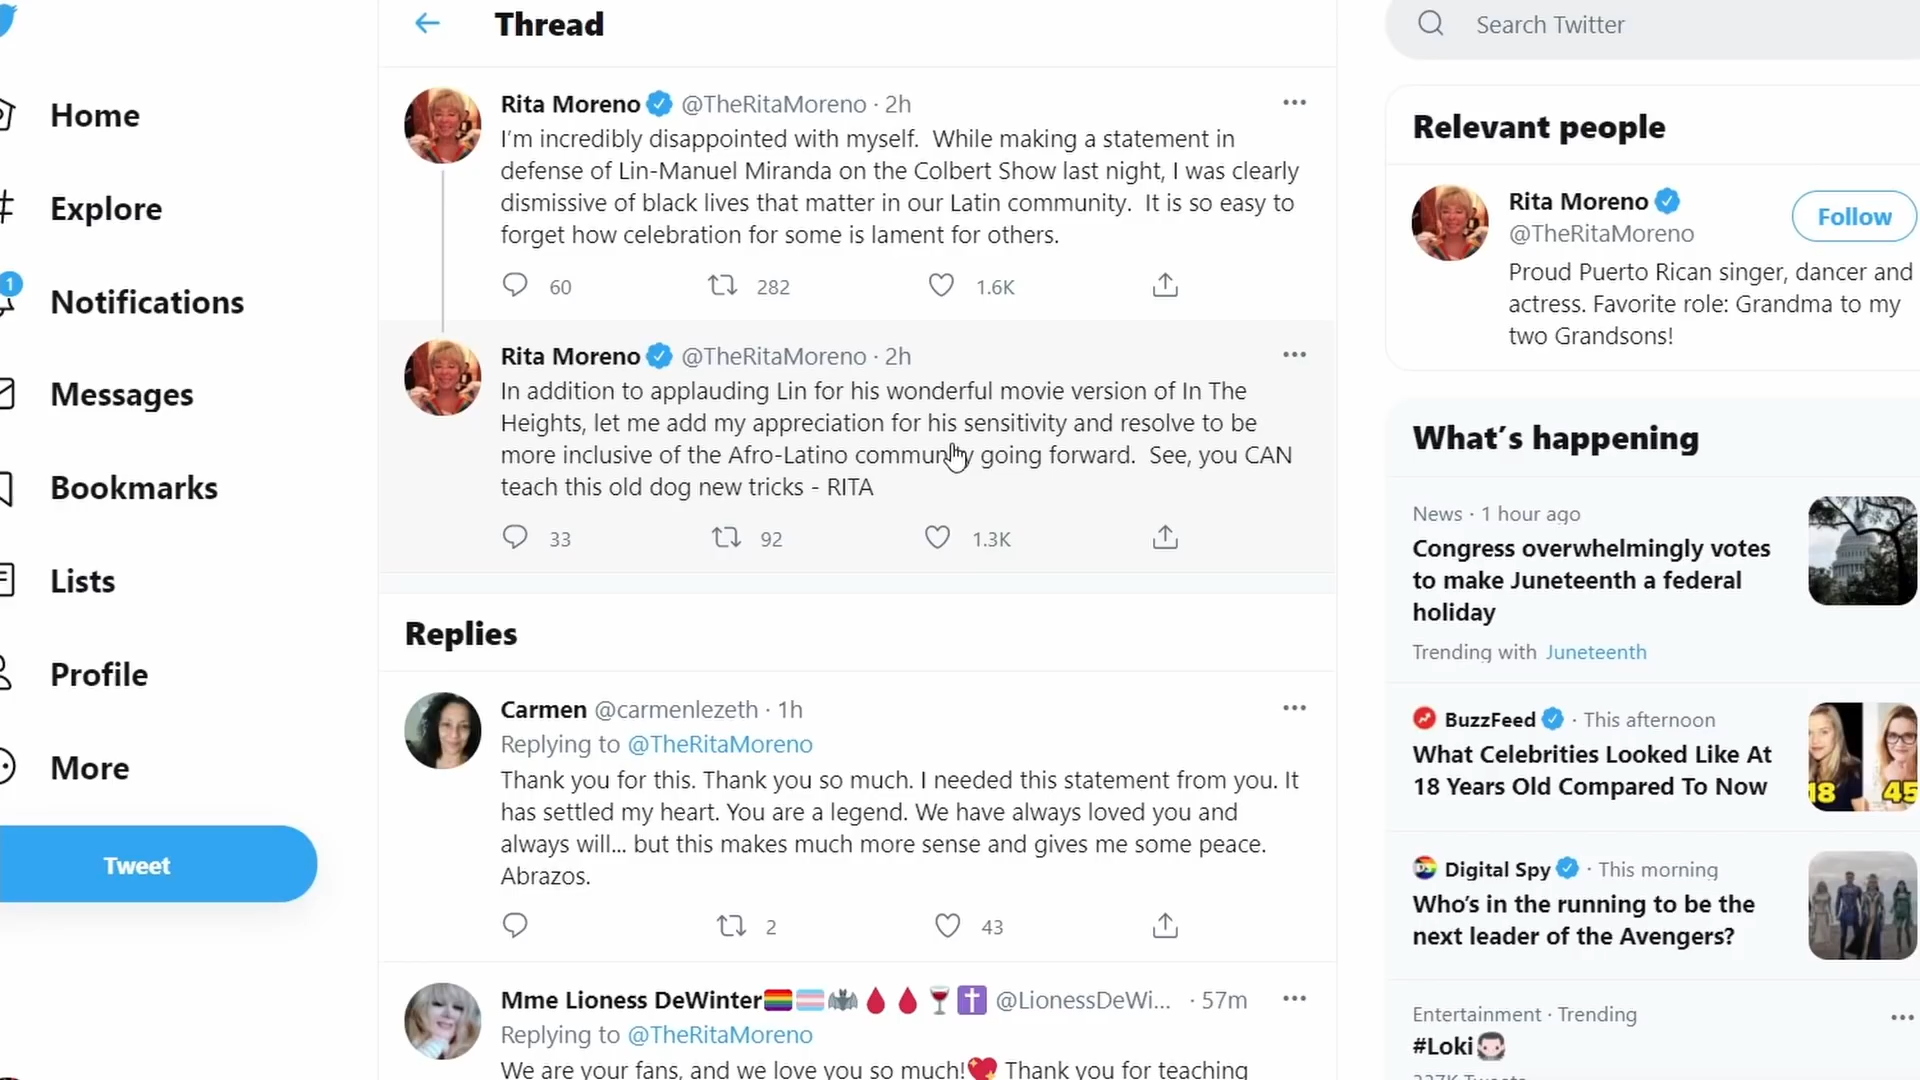 Thread
Search Twitter
Home
Explore
1
Notifications
Messages
Bookmarks
Lists
Profile
More
Tweet
Rita Moreno @TheRitaMoreno · 2h
I'm incredibly disappointed with myself.  While making a statement in
defense of Lin-Manuel Miranda on the Colbert Show last night, I was clearly
dismissive of black lives that matter in our Latin community.  It is so easy to
forget how celebration for some is lament for others.
60 282 1.6K
Rita Moreno @TheRitaMoreno · 2h
In addition to applauding Lin for his wonderful movie version of In The
Heights, let me add my appreciation for his sensitivity and resolve to be
more inclusive of the Afro-Latino community going forward.  See, you CAN
teach this old dog new tricks - RITA
33 92 1.3K
Replies
Carmen @carmenlezeth · 1h
Replying to @TheRitaMoreno
Thank you for this. Thank you so much. I needed this statement from you. It
has settled my heart. You are a legend. We have always loved you and
always will... but this makes much more sense and gives me some peace.
Abrazos.
2 43
Mme Lioness DeWinter🏳️‍🌈🏳️‍⚧️🦇🩸🩸🍷✝️ @LionessDeWi... · 57m
Replying to @TheRitaMoreno
We are your fans, and we love you so much!💖 Thank you for teaching
Relevant people
Rita Moreno
@TheRitaMoreno
Follow
Proud Puerto Rican singer, dancer and
actress. Favorite role: Grandma to my
two Grandsons!
What's happening
News · 1 hour ago
Congress overwhelmingly votes
to make Juneteenth a federal
holiday
Trending with Juneteenth
BuzzFeed · This afternoon
What Celebrities Looked Like At
18 Years Old Compared To Now
18 45
Digital Spy · This morning
Who's in the running to be the
next leader of the Avengers?
Entertainment · Trending
#Loki